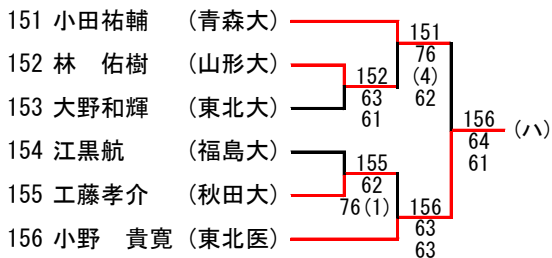 151 小田祐輔 (青森大)
152 林 佑樹 (山形大)
153 大野和輝 (東北大)
154 江黒航 (福島大)
155 工藤孝介 (秋田大)
156 小野 貴寛 (東北医)
152
63
61
155
62
76(1)
151
76
(4)
62
156
63
63
156
64
61
(ハ)